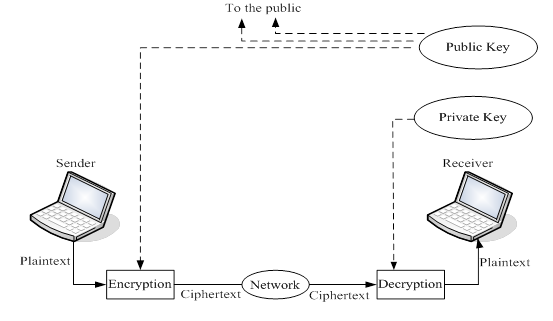 To the public
Public Key
Private Key
Sender
Receiver
Plaintext
Plaintext
Encryption
Network
Decryption
Ciphertext
Ciphertext